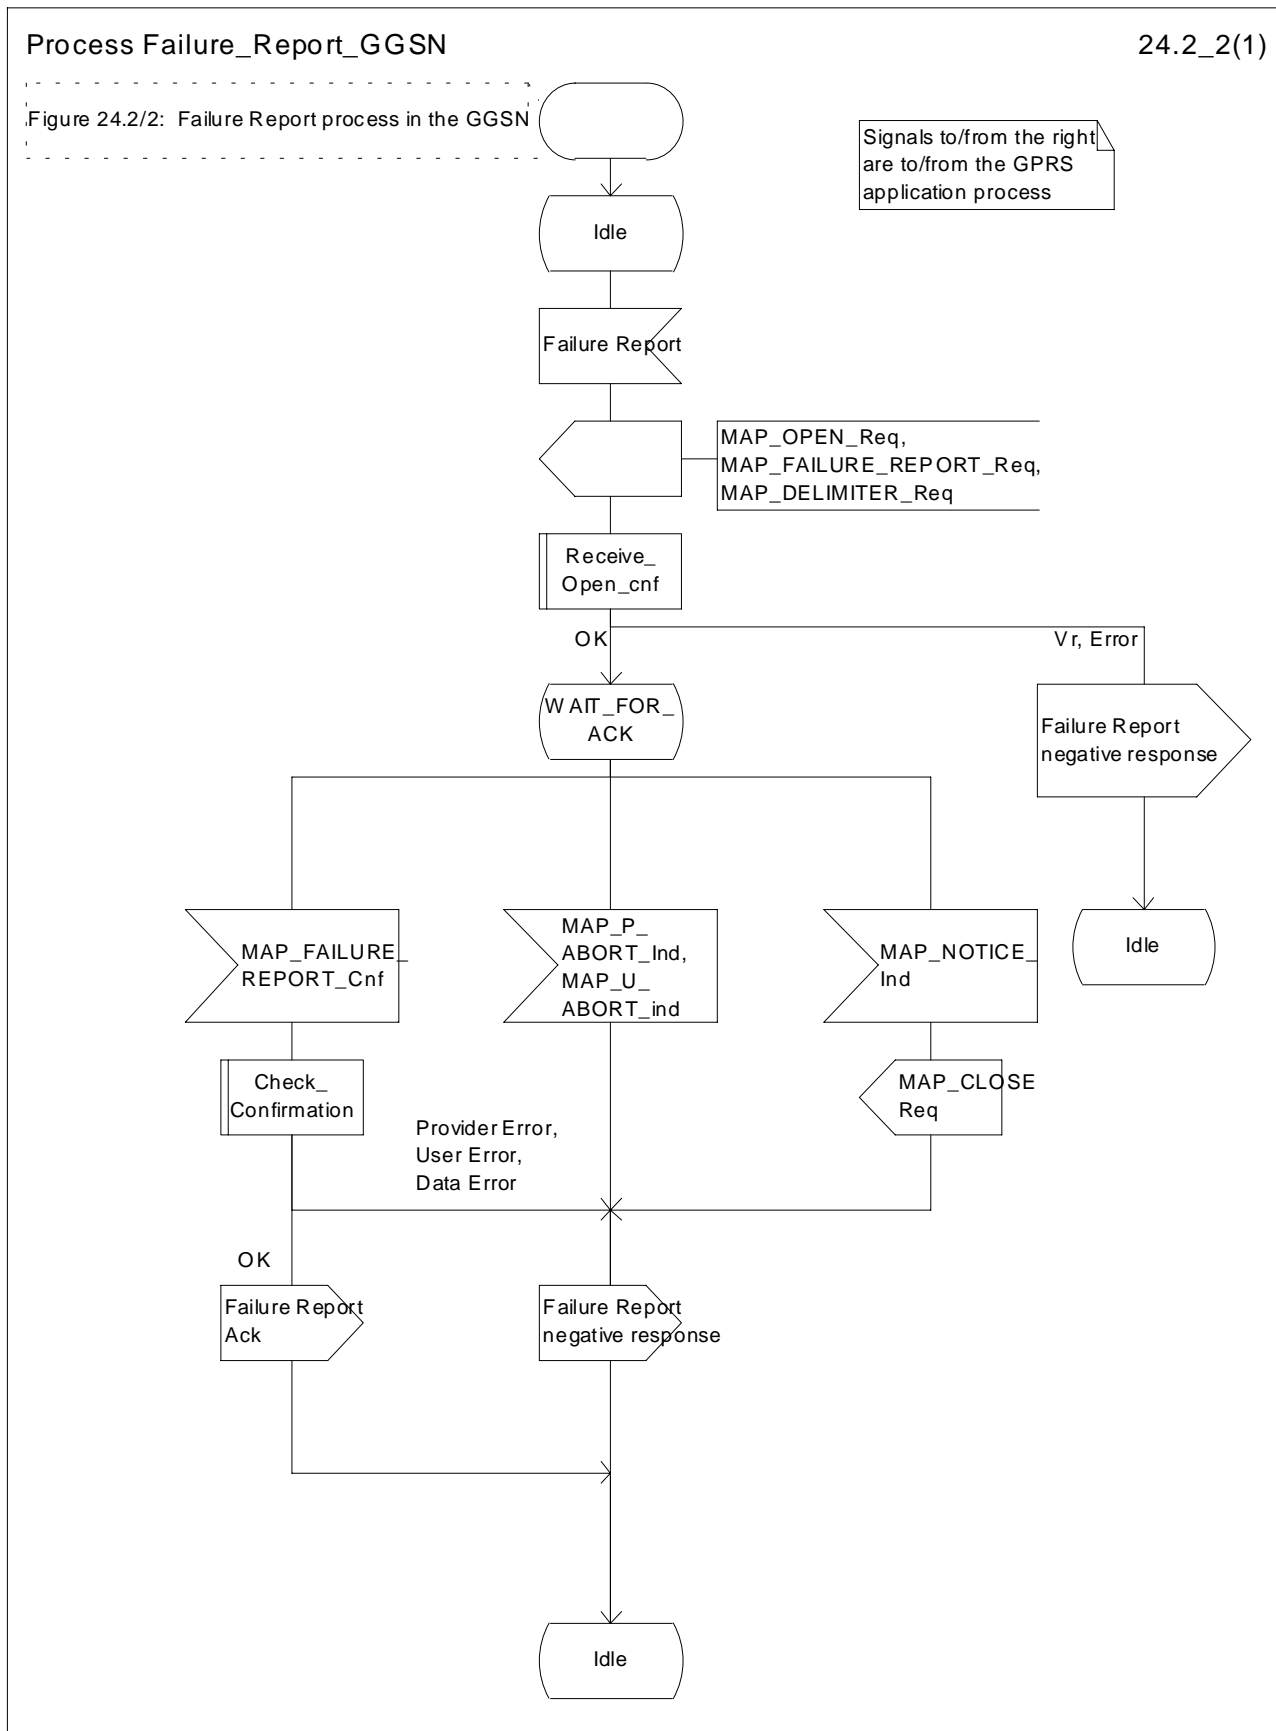 Process Failure_Report_GGSN
24.2_2(1)
Figure 24.2/2: Failure Report process in the GGSN
Signals to/from the right
are to/from the GPRS
application process
Idle
Failure Report
MAP_OPEN_Req,
MAP_FAILURE_REPORT_Req,
MAP_DELIMITER_Req
Receive_
Open_cnf
OK
Vr, Error
WAIT_FOR_
ACK
Failure Report
negative response
Idle
MAP_FAILURE_
REPORT_Cnf
MAP_P_
ABORT_Ind,
MAP_U_
ABORT_ind
MAP_NOTICE_
Ind
Check_
Confirmation
MAP_CLOSE
Req
Provider Error,
User Error,
Data Error
OK
Failure Report
Ack
Failure Report
negative response
Idle